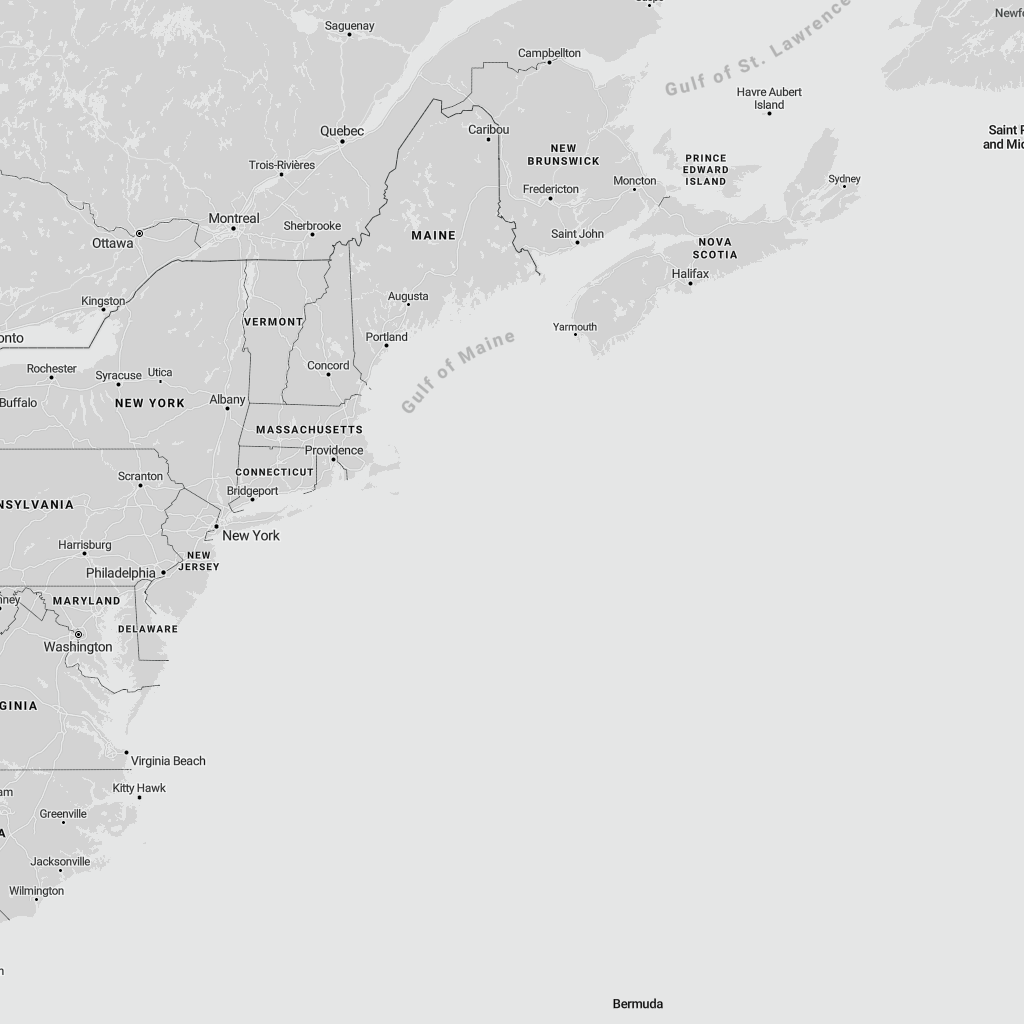 Saguenay
Campbellton
Gulf of St. Lawrence
Havre Aubert
Island
Quebec
Caribou
NEW
BRUNSWICK
PRINCE
EDWARD
ISLAND
Trois-Rivières
Fredericton
Moncton
Sydney
Montreal
Sherbrooke
MAINE
Saint John
Ottawa
NOVA
SCOTIA
Halifax
Kingston
Augusta
VERMONT
Yarmouth
Portland
Gulf of Maine
Rochester
Syracuse
Utica
Concord
Buffalo
NEW YORK
Albany
MASSACHUSETTS
Providence
CONNECTICUT
Scranton
Bridgeport
NSYLVANIA
New York
Harrisburg
NEW
JERSEY
Philadelphia
MARYLAND
DELAWARE
Washington
GINIA
Virginia Beach
Kitty Hawk
Greenville
Jacksonville
Wilmington
Bermuda
onto
Newfo
Saint P
and Mic
nney
am
A